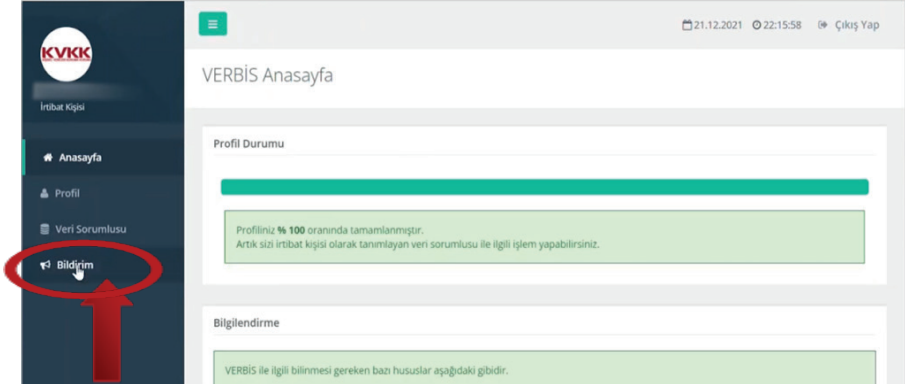 21.12.2021 22:15:58 Çıkış Yap
KVKK
VERBİS Anasayfa
İrtibat Kişisi
Profil Durumu
Anasayfa
Profil
Veri Sorumlusu
Bildirim
Profiliniz % 100 oranında tamamlanmıştır.
Artık sizi irtibat kişisi olarak tanımlayan veri sorumlusu ile ilgili işlem yapabilirsiniz.
Bilgilendirme
VERBİS ile ilgili bilinmesi gereken bazı hususlar aşağıdaki gibidir.